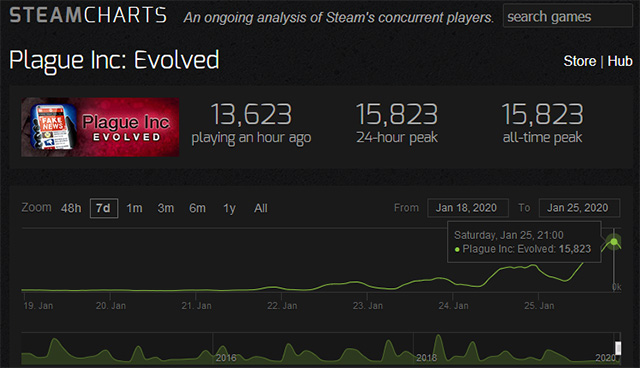 STEAMCHARTS An ongoing analysis of Steam's concurrent players. search games
Plague Inc: Evolved Store | Hub
FAKE NEWS
Plague Inc
EVOLVED
13,623 15,823 15,823
playing an hour ago 24-hour peak all-time peak
Zoom 48h 7d 1m 3m 6m 1y All From Jan 18, 2020 To Jan 25, 2020
Saturday, Jan 25, 21:00
● Plague Inc: Evolved: 15,823
0k
19. Jan 20. Jan 21. Jan 22. Jan 23. Jan 24. Jan 25. Jan
2016 2018 2020